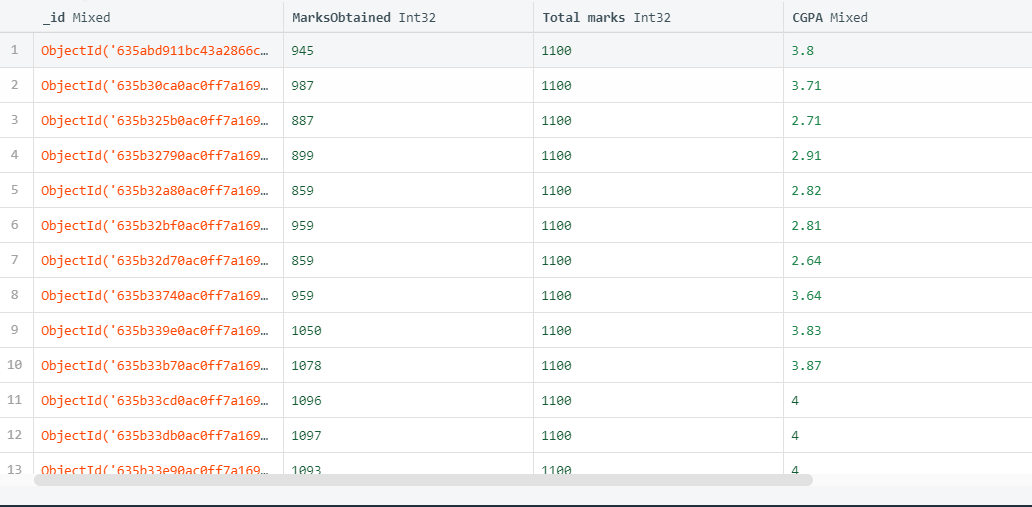 _id Mixed MarksObtained Int32 Total marks Int32 CGPA Mixed
1 ObjectId('635abd911bc43a2866c… 945 1100 3.8
2 ObjectId('635b30ca0ac0ff7a169… 987 1100 3.71
3 ObjectId('635b325b0ac0ff7a169… 887 1100 2.71
4 ObjectId('635b32790ac0ff7a169… 899 1100 2.91
5 ObjectId('635b32a80ac0ff7a169… 859 1100 2.82
6 ObjectId('635b32bf0ac0ff7a169… 959 1100 2.81
7 ObjectId('635b32d70ac0ff7a169… 859 1100 2.64
8 ObjectId('635b33740ac0ff7a169… 959 1100 3.64
9 ObjectId('635b339e0ac0ff7a169… 1050 1100 3.83
10 ObjectId('635b33b70ac0ff7a169… 1078 1100 3.87
11 ObjectId('635b33cd0ac0ff7a169… 1096 1100 4
12 ObjectId('635b33db0ac0ff7a169… 1097 1100 4
13 ObjectId('635b33e90ac0ff7a169… 1093 1100 4